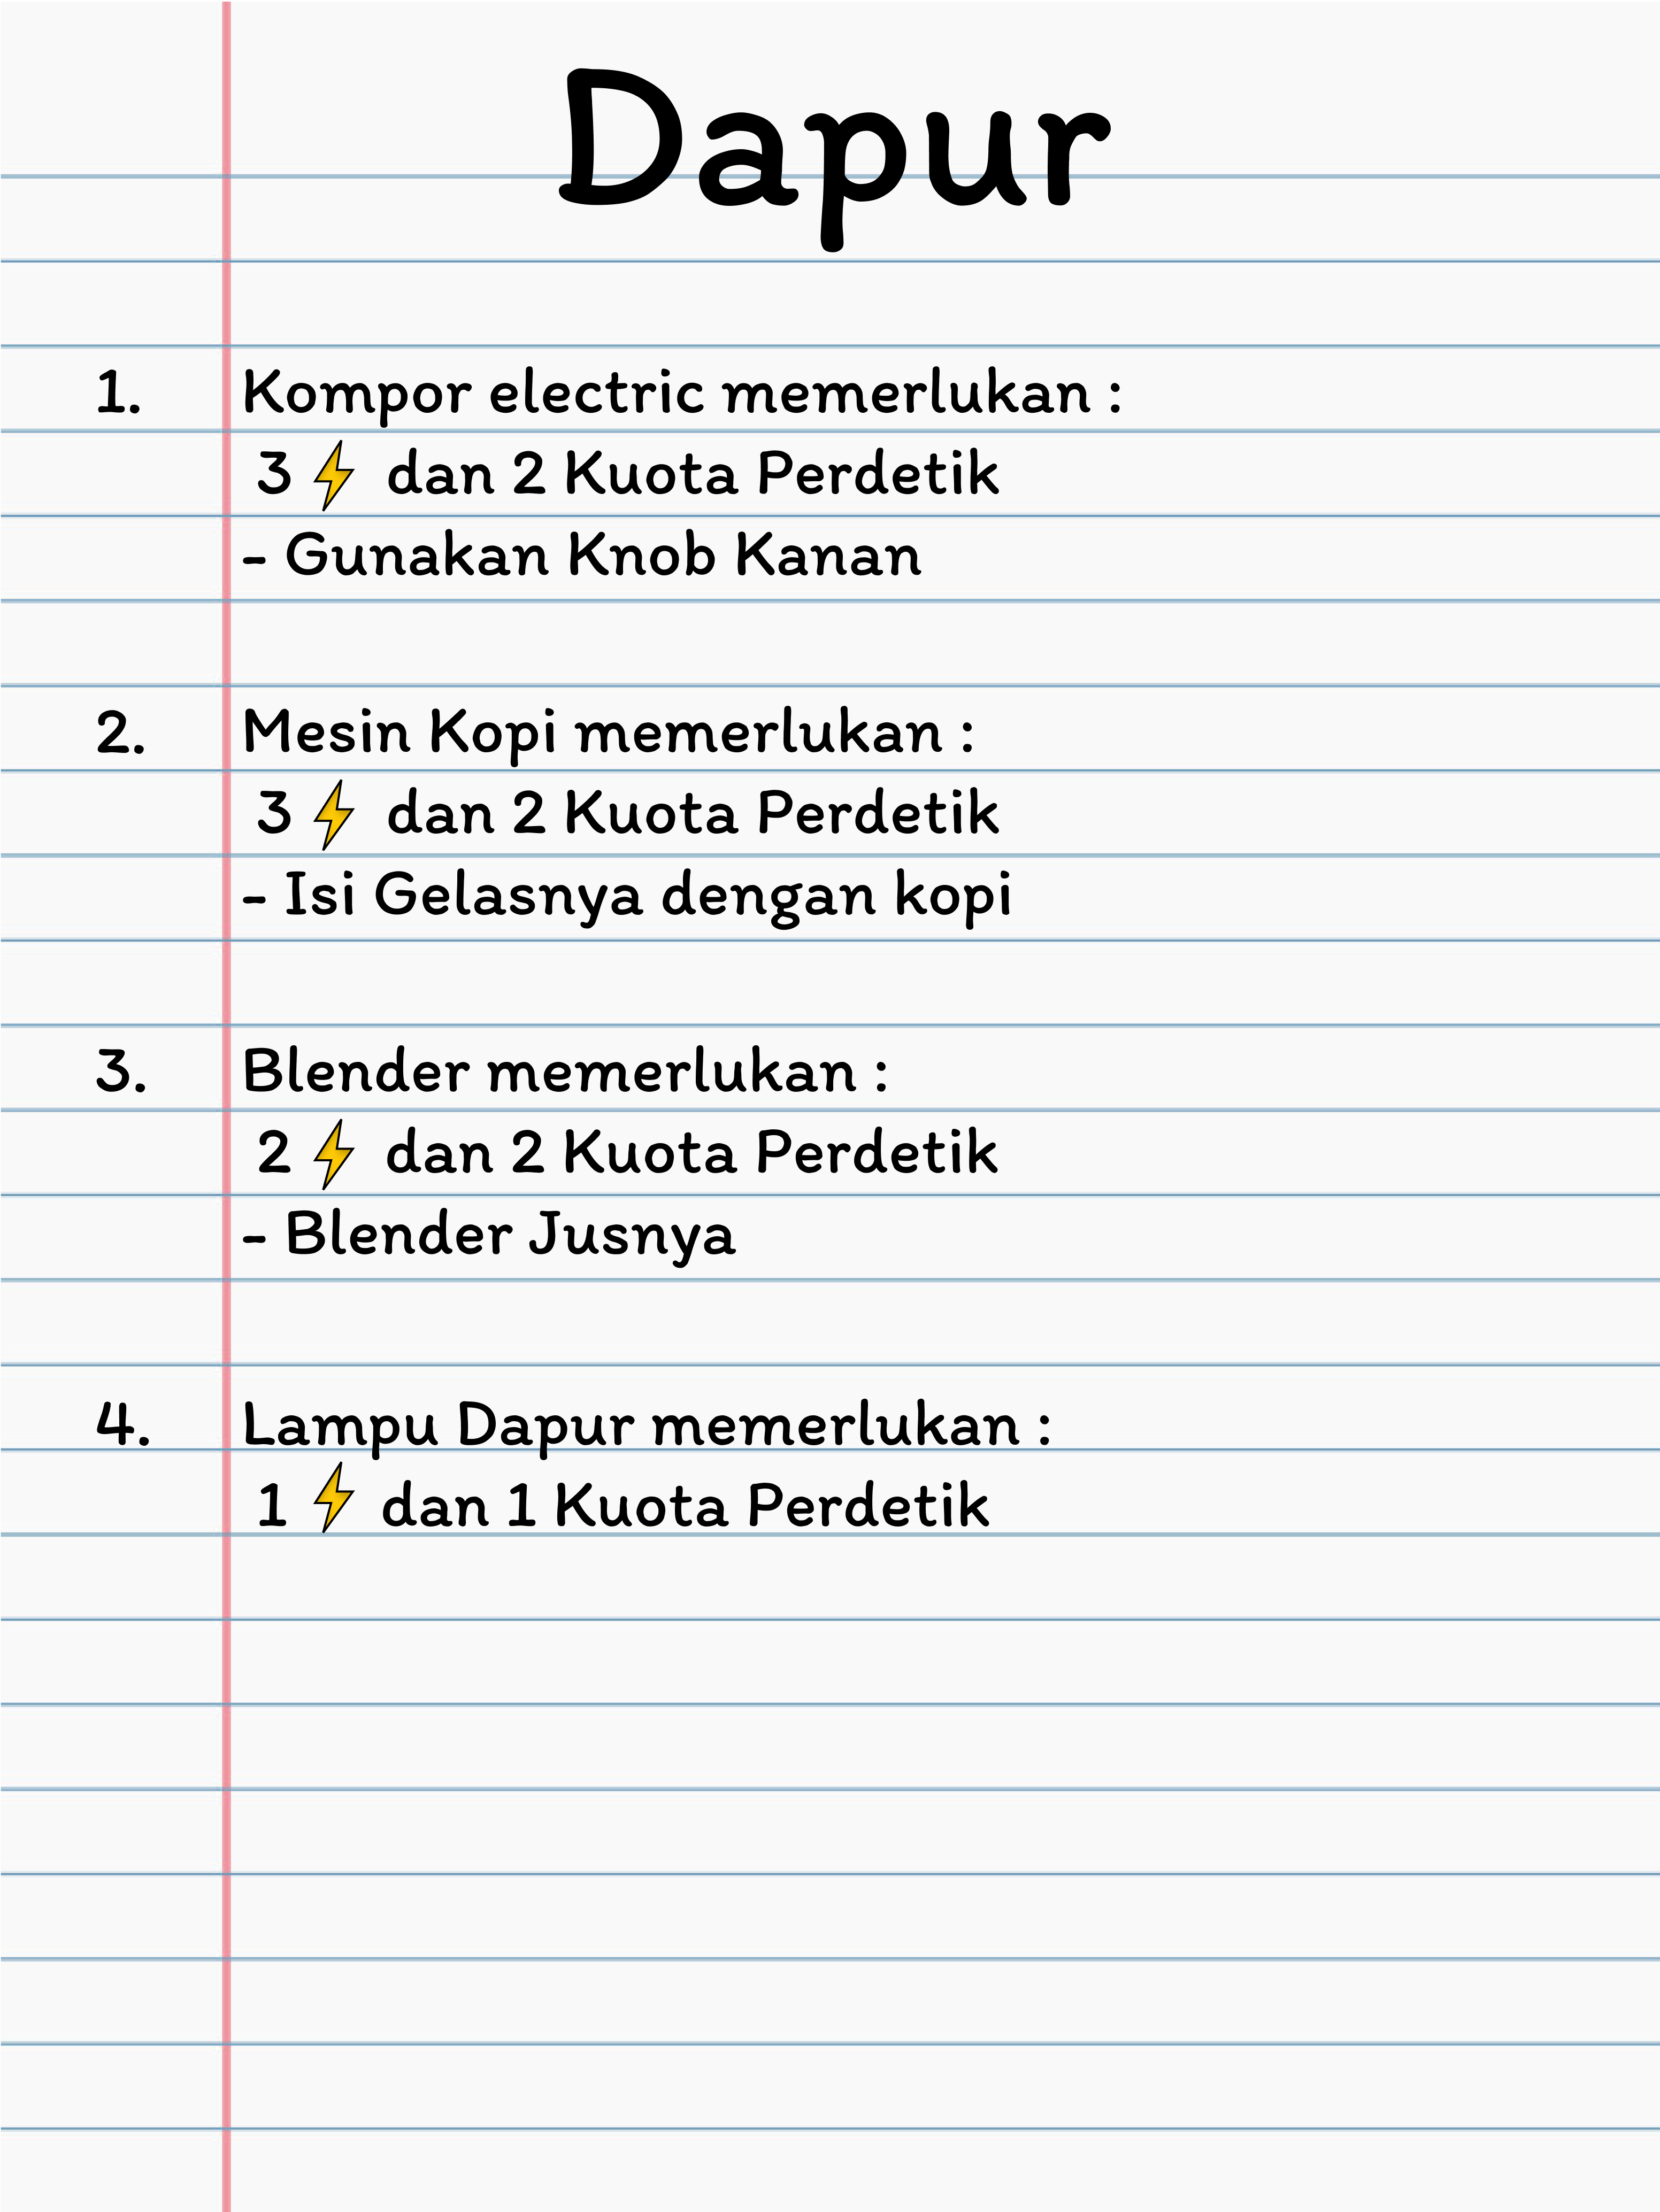 Dapur
1. Kompor electric memerlukan :
3 ⚡ dan 2 Kuota Perdetik
- Gunakan Knob Kanan
2. Mesin Kopi memerlukan :
3 ⚡ dan 2 Kuota Perdetik
- Isi Gelasnya dengan kopi
3. Blender memerlukan :
2 ⚡ dan 2 Kuota Perdetik
- Blender Jusnya
4. Lampu Dapur memerlukan :
1 ⚡ dan 1 Kuota Perdetik